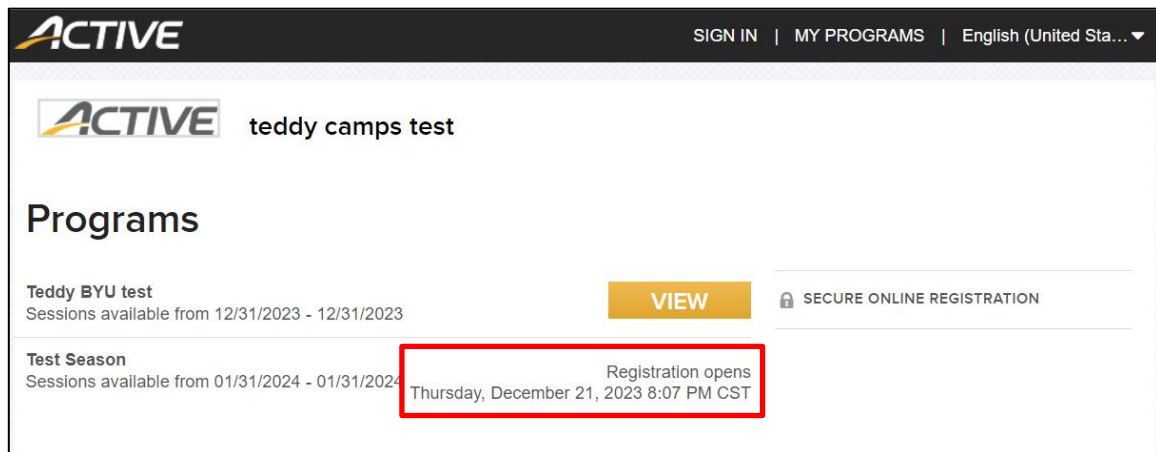 ACTIVE
SIGN IN | MY PROGRAMS | English (United Sta...
ACTIVE
teddy camps test
Programs
Teddy BYU test
Sessions available from 12/31/2023 - 12/31/2023
VIEW
SECURE ONLINE REGISTRATION
Test Season
Sessions available from 01/31/2024 - 01/31/2024
Registration opens
Thursday, December 21, 2023 8:07 PM CST